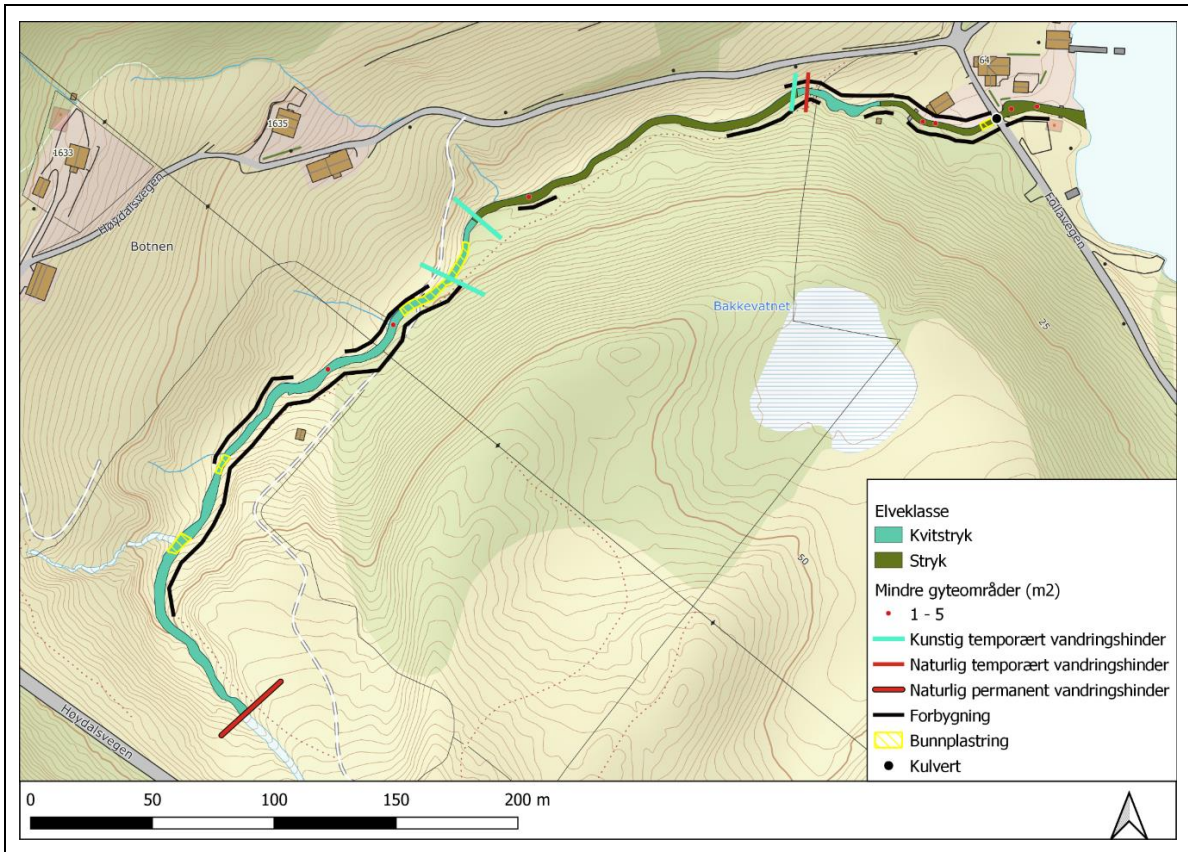 64
1635
1633
Høydalsvegen
Botnen
Follavegen
Bakkevatnet
25
50
Høydalsvegen
Elveklasse
Kvitstryk
Stryk
Mindre gyteområder (m2)
1 - 5
Kunstig temporært vandringshinder
Naturlig temporært vandringshinder
Naturlig permanent vandringshinder
Forbygning
Bunnplastring
Kulvert
0 50 100 150 200 m